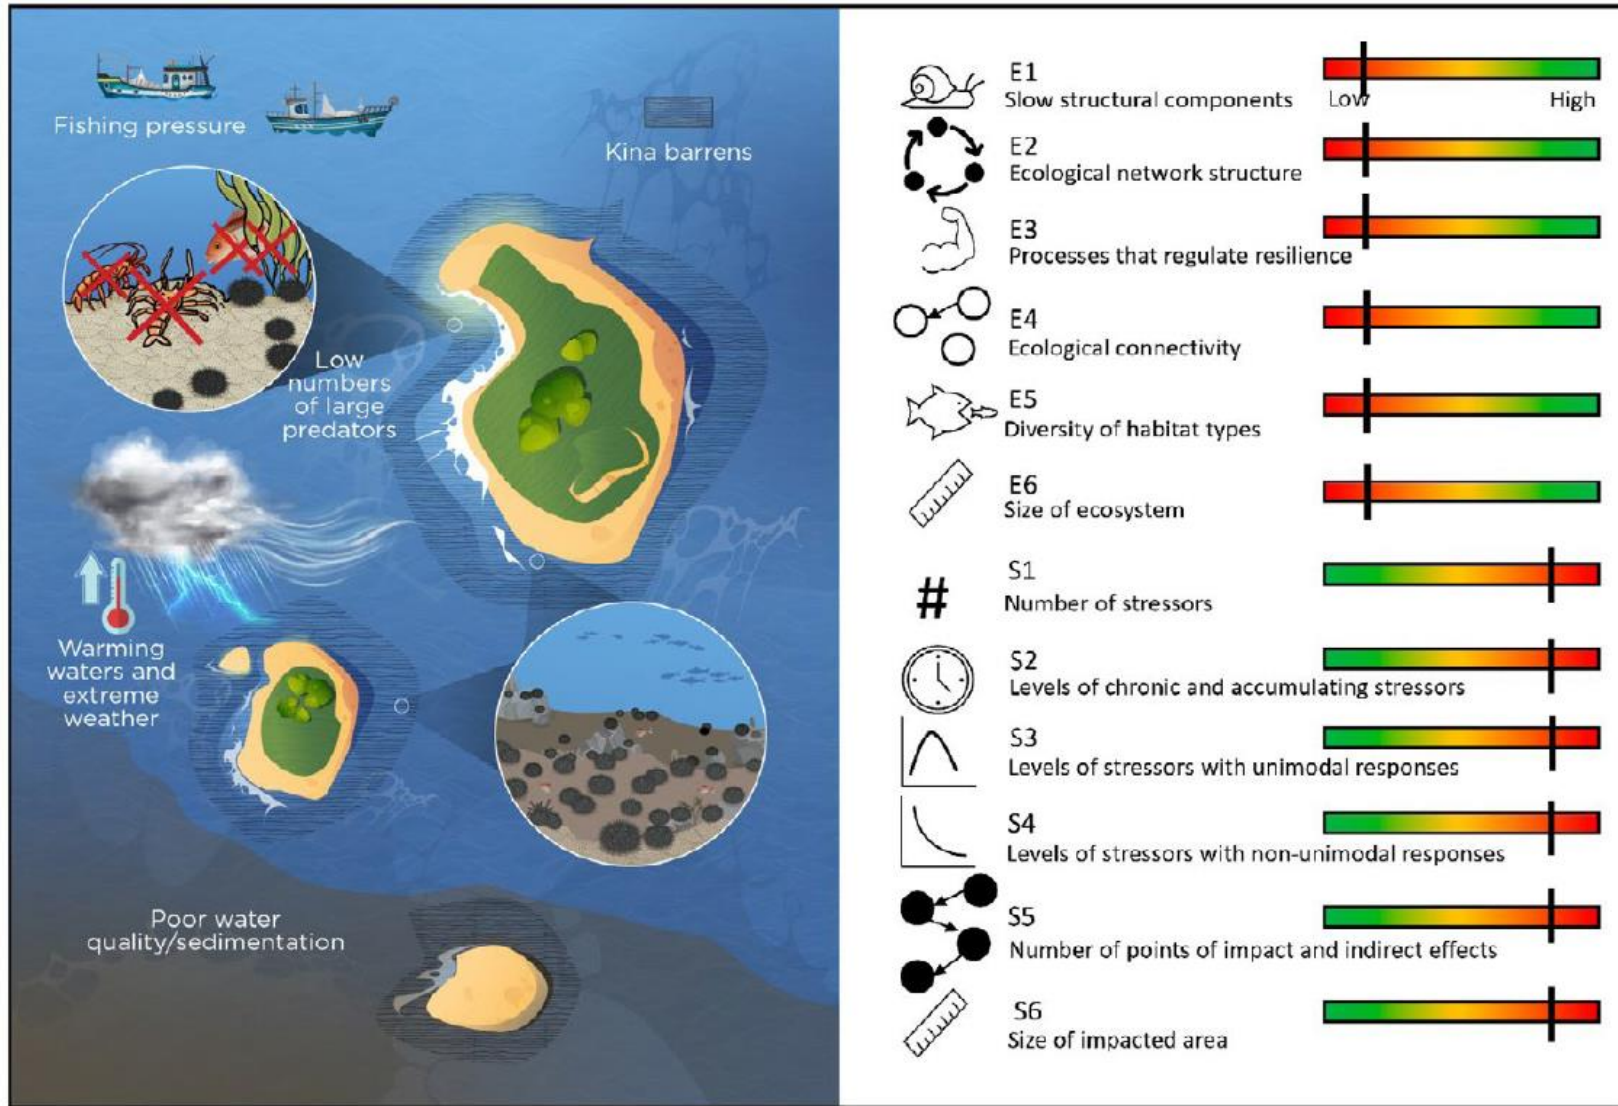 Fishing pressure
Kina barrens
Low
numbers
of large
predators
Warming
waters and
extreme
weather
Poor water
quality/sedimentation
E1
Slow structural components
Low
High
E2
Ecological network structure
E3
Processes that regulate resilience
E4
Ecological connectivity
E5
Diversity of habitat types
E6
Size of ecosystem
#
S1
Number of stressors
S2
Levels of chronic and accumulating stressors
S3
Levels of stressors with unimodal responses
S4
Levels of stressors with non-unimodal responses
S5
Number of points of impact and indirect effects
S6
Size of impacted area